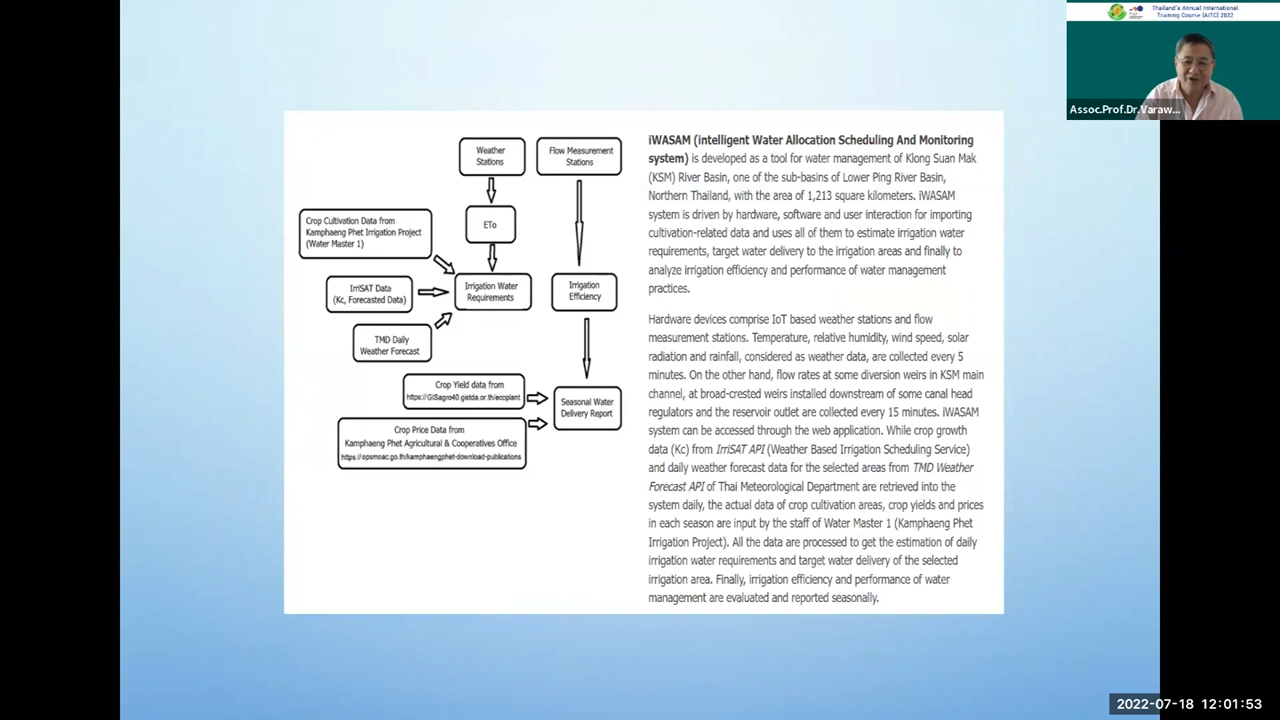 Thailand's Annual International
Training Course (AITC) 2022
Assoc.Prof.Dr.Varaw...
Weather
Stations
Flow Measurement
Stations
ETo
Crop Cultivation Data from
Kamphaeng Phet Irrigation Project
(Water Master 1)
IrriSAT Data
(Kc, Forecasted Data)
TMD Daily
Weather Forecast
Irrigation Water
Requirements
Irrigation
Efficiency
Crop Yield data from
https://GISagro40.gistda.or.th/ecoplant
Seasonal Water
Delivery Report
Crop Price Data from
Kamphaeng Phet Agricultural & Cooperatives Office
https://opsmoac.go.th/kamphaengphet-download-publications
iWASAM (intelligent Water Allocation Scheduling And Monitoring
system) is developed as a tool for water management of Klong Suan Mak
(KSM) River Basin, one of the sub-basins of Lower Ping River Basin,
Northern Thailand, with the area of 1,213 square kilometers. iWASAM
system is driven by hardware, software and user interaction for importing
cultivation-related data and uses all of them to estimate irrigation water
requirements, target water delivery to the irrigation areas and finally to
analyze irrigation efficiency and performance of water management
practices.
Hardware devices comprise IoT based weather stations and flow
measurement stations. Temperature, relative humidity, wind speed, solar
radiation and rainfall, considered as weather data, are collected every 5
minutes. On the other hand, flow rates at some diversion weirs in KSM main
channel, at broad-crested weirs installed downstream of some canal head
regulators and the reservoir outlet are collected every 15 minutes. iWASAM
system can be accessed through the web application. While crop growth
data (Kc) from IrriSAT API (Weather Based Irrigation Scheduling Service)
and daily weather forecast data for the selected areas from TMD Weather
Forecast API of Thai Meteorological Department are retrieved into the
system daily, the actual data of crop cultivation areas, crop yields and prices
in each season are input by the staff of Water Master 1 (Kamphaeng Phet
Irrigation Project). All the data are processed to get the estimation of daily
irrigation water requirements and target water delivery of the selected
irrigation area. Finally, irrigation efficiency and performance of water
management are evaluated and reported seasonally.
2022-07-18 12:01:53